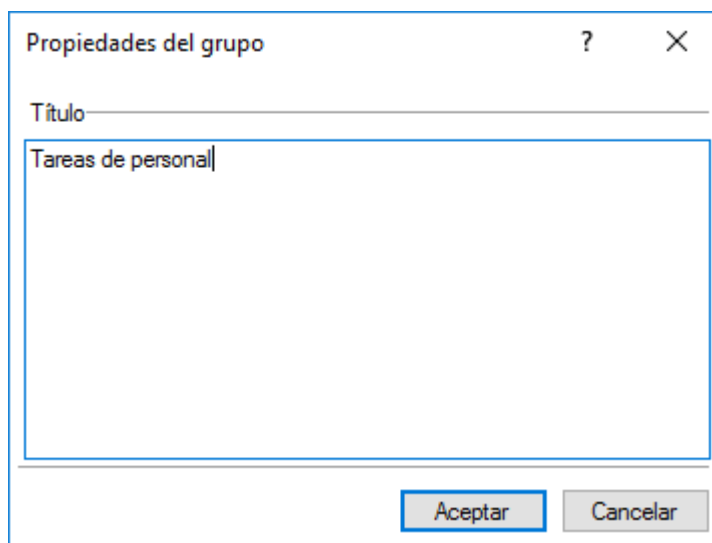 Propiedades del grupo ?
Título
Tareas de personal
Aceptar Cancelar